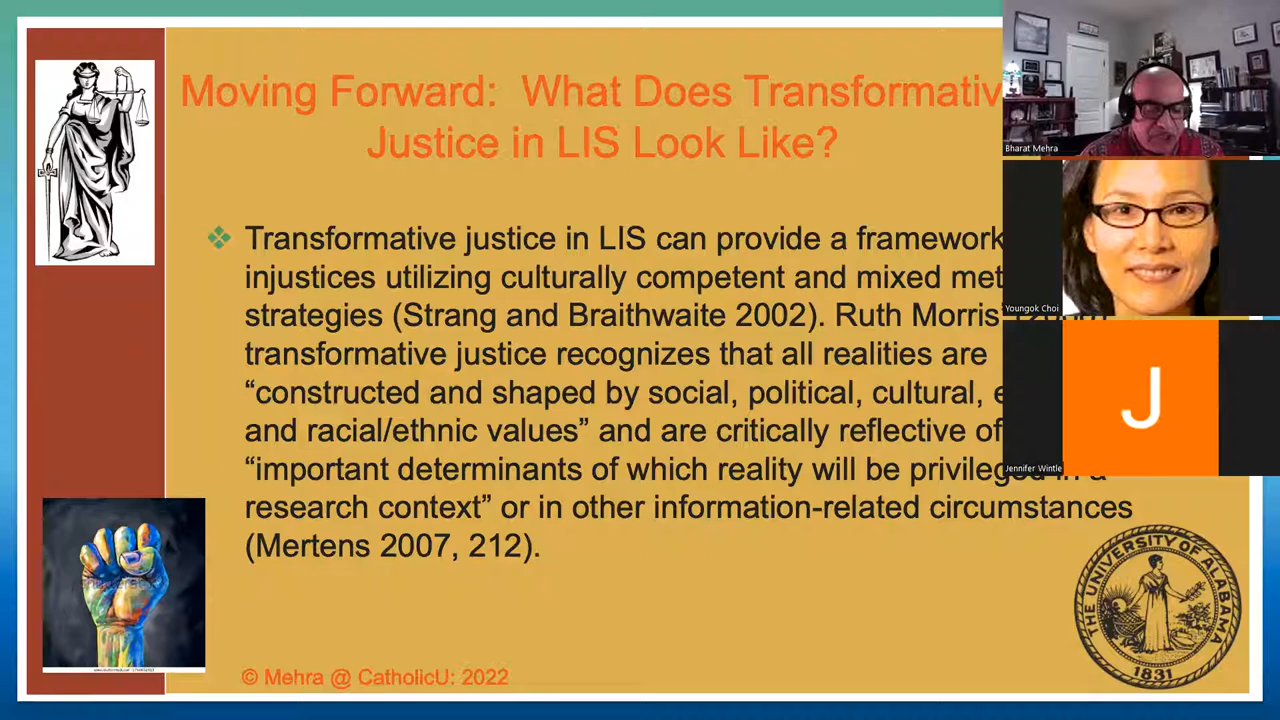 Moving Forward: What Does Transformativ
Justice in LIS Look Like?
Transformative justice in LIS can provide a framework
injustices utilizing culturally competent and mixed met
strategies (Strang and Braithwaite 2002). Ruth Morris
transformative justice recognizes that all realities are
“constructed and shaped by social, political, cultural, e
and racial/ethnic values” and are critically reflective of
“important determinants of which reality will be privileged in a
research context” or in other information-related circumstances
(Mertens 2007, 212).
© Mehra @ CatholicU: 2022
THE UNIVERSITY OF ALABAMA
1831
Bharat Mehra
Youngok Choi
J
Jennifer Wintle